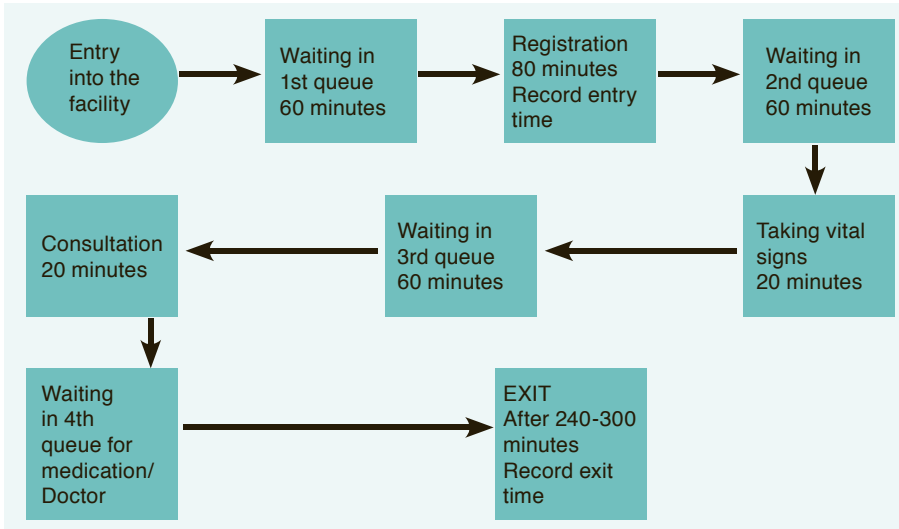 Entry
into the
facility
Waiting in
1st queue
60 minutes
Registration
80 minutes
Record entry
time
Waiting in
2nd queue
60 minutes
Taking vital
signs
20 minutes
Waiting in
3rd queue
60 minutes
Consultation
20 minutes
Waiting
in 4th
queue for
medication/
Doctor
EXIT
After 240-300
minutes
Record exit
time